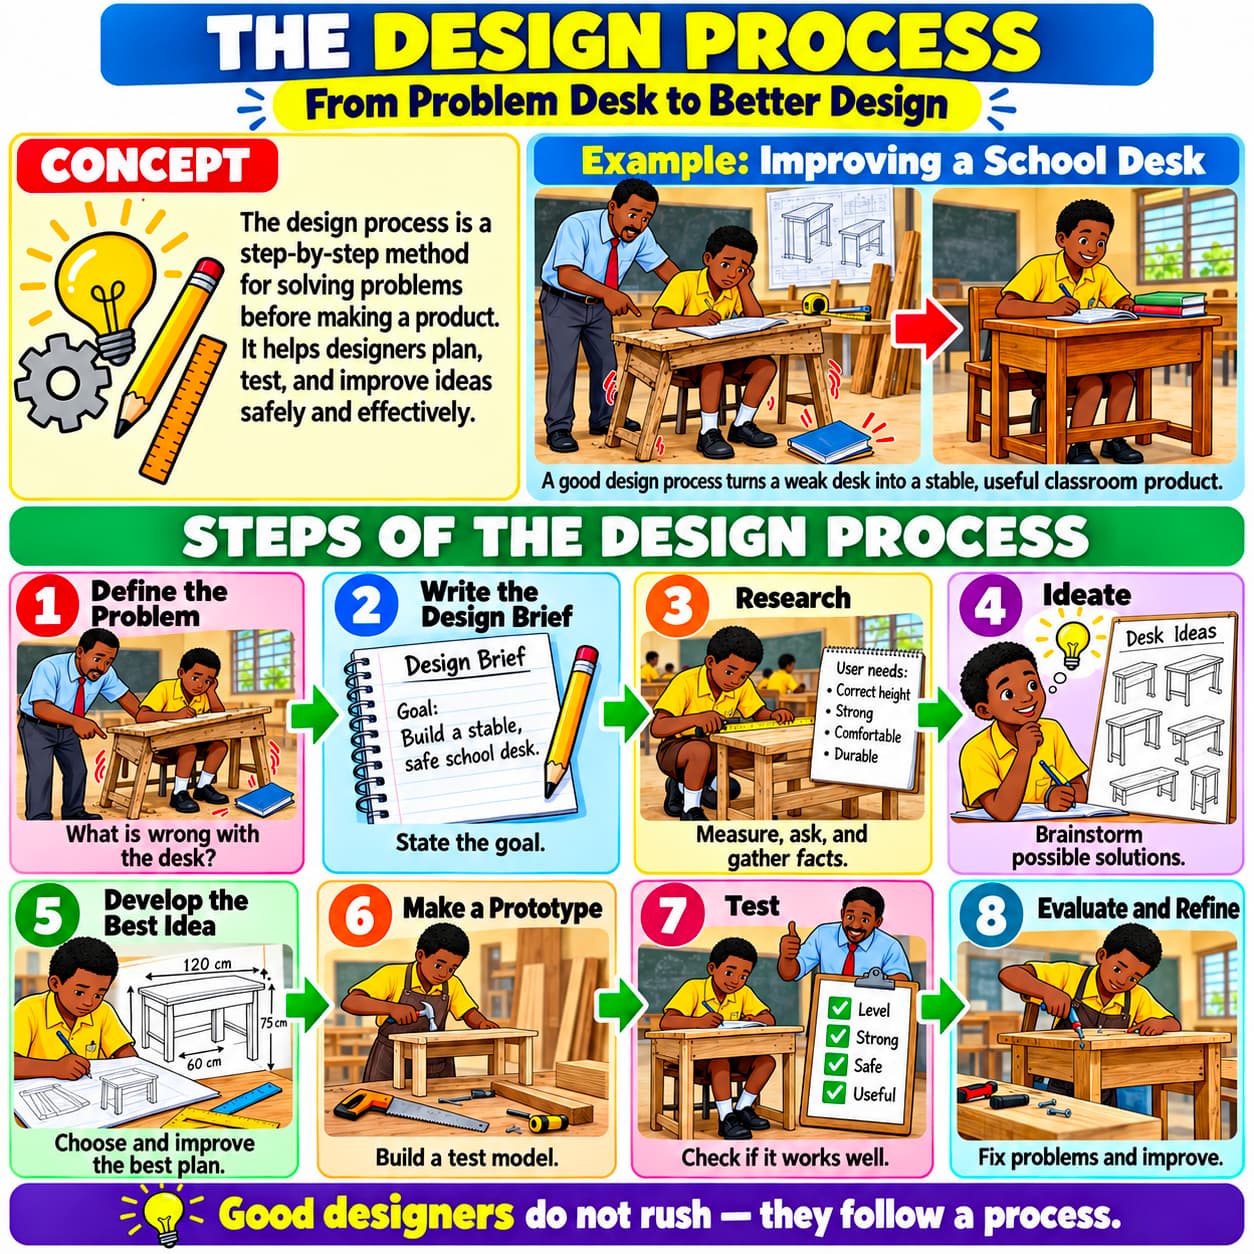 THE DESIGN PROCESS
From Problem Desk to Better Design
CONCEPT
The design process is a
step-by-step method
for solving problems
before making a product.
It helps designers plan,
test, and improve ideas
safely and effectively.
Example: Improving a School Desk
A good design process turns a weak desk into a stable, useful classroom product.
STEPS OF THE DESIGN PROCESS
1
Define the
Problem
What is wrong with
the desk?
2
Write the
Design Brief
Design Brief
Goal:
Build a stable,
safe school desk.
State the goal.
3
Research
User needs:
• Correct height
• Strong
• Comfortable
• Durable
Measure, ask, and
gather facts.
4
Ideate
Desk Ideas
Brainstorm
possible solutions.
5
Develop the
Best Idea
120 cm
75 cm
60 cm
Choose and improve
the best plan.
6
Make a Prototype
Build a test model.
7
Test
Level
Strong
Safe
Useful
Check if it works well.
8
Evaluate and Refine
Fix problems and improve.
Good designers do not rush — they follow a process.